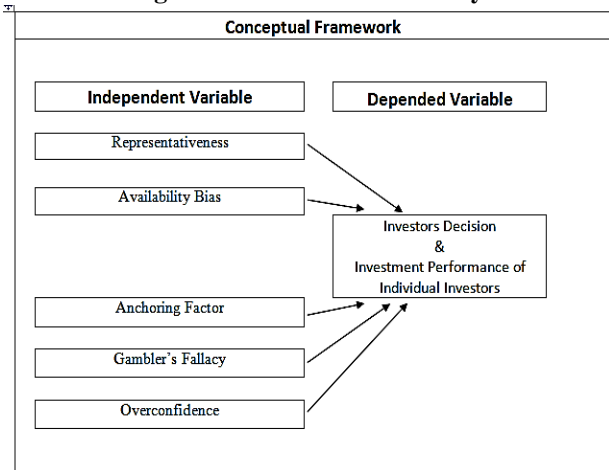 Conceptual Framework
Independent Variable
Depended Variable
Representativeness
Availability Bias
Investors Decision
&
Investment Performance of
Individual Investors
Anchoring Factor
Gambler's Fallacy
Overconfidence